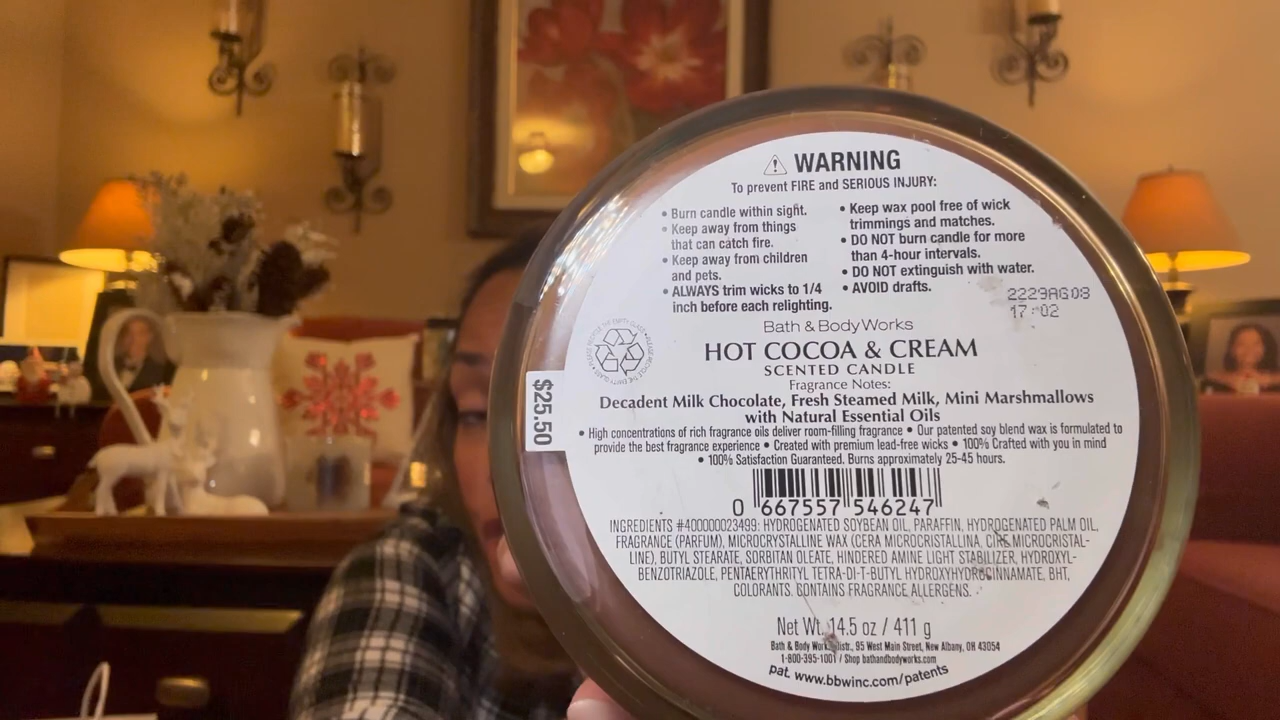 WARNING
To prevent FIRE and SERIOUS INJURY:
• Burn candle within sight.
• Keep away from things
that can catch fire.
• Keep away from children
and pets.
• ALWAYS trim wicks to 1/4
inch before each relighting.
• Keep wax pool free of wick
trimmings and matches.
• DO NOT burn candle for more
than 4-hour intervals.
• DO NOT extinguish with water.
• AVOID drafts.
2229AG08
17:02
Bath & Body Works
HOT COCOA & CREAM
SCENTED CANDLE
$25.50
Fragrance Notes:
Decadent Milk Chocolate, Fresh Steamed Milk, Mini Marshmallows
with Natural Essential Oils
• High concentrations of rich fragrance oils deliver room-filling fragrance • Our patented soy blend wax is formulated to
provide the best fragrance experience • Created with premium lead-free wicks • 100% Crafted with you in mind
• 100% Satisfaction Guaranteed. Burns approximately 25-45 hours.
0 667557 546247
INGREDIENTS #400000023499: HYDROGENATED SOYBEAN OIL, PARAFFIN, HYDROGENATED PALM OIL,
FRAGRANCE (PARFUM), MICROCRYSTALLINE WAX (CERA MICROCRISTALLINA, CIRE MICROCRISTAL-
LINE), BUTYL STEARATE, SORBITAN OLEATE, HINDERED AMINE LIGHT STABILIZER, HYDROXYL-
BENZOTRIAZOLE, PENTAERYTHRITYL TETRA-DI-T-BUTYL HYDROXYHYDROCINNAMATE, BHT,
COLORANTS. CONTAINS FRAGRANCE ALLERGENS.
Net Wt. 14.5 oz / 411 g
Bath & Body Works Distr., 95 West Main Street, New Albany, OH 43054
1-800-395-1001 / Shop bathandbodyworks.com
pat. www.bbwinc.com/patents